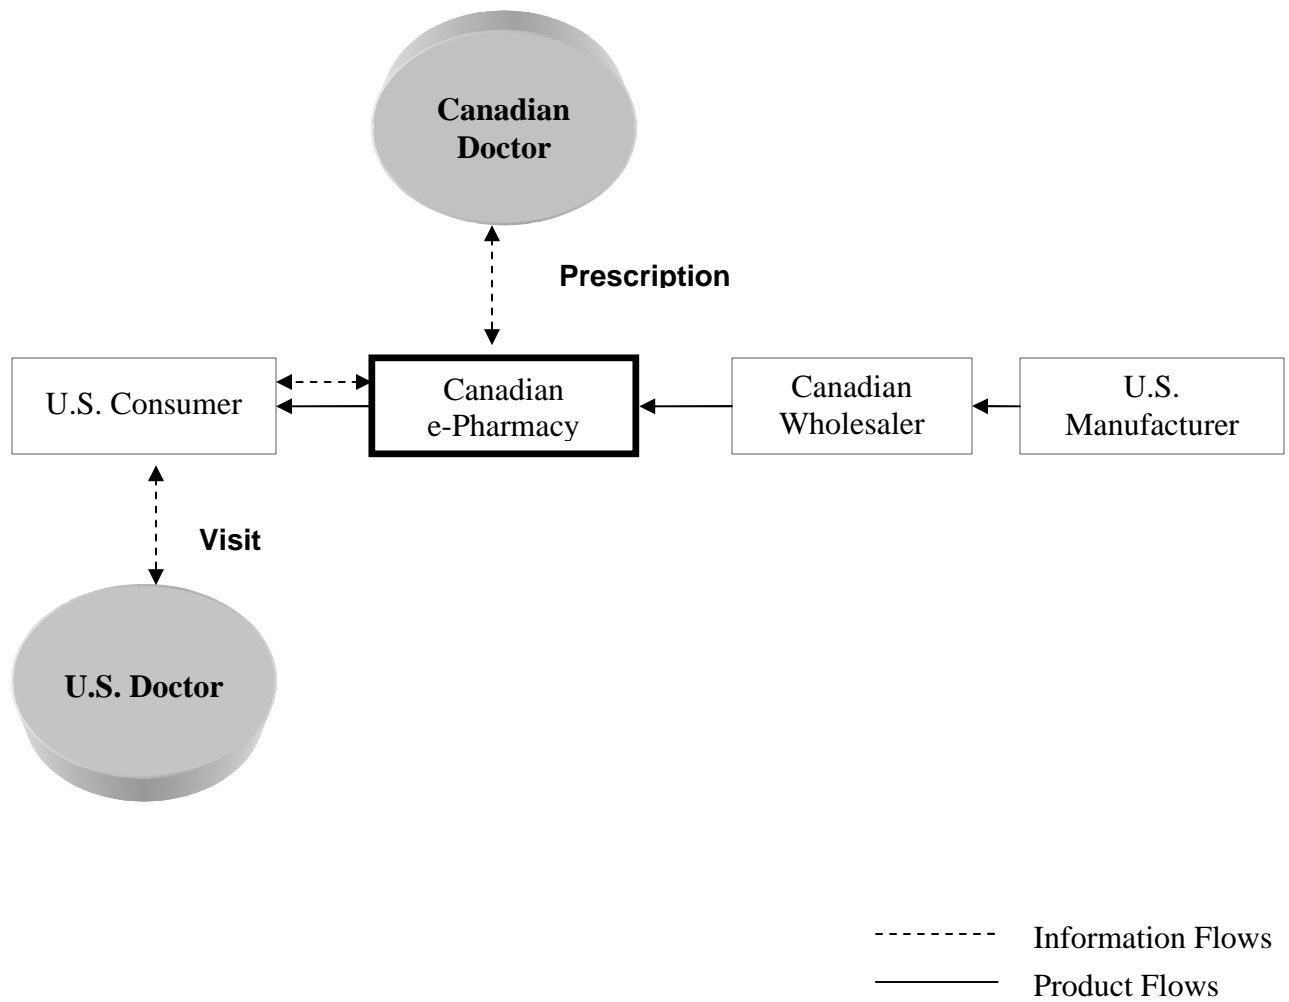 Canadian
Doctor
Prescription
U.S. Consumer
Canadian
e-Pharmacy
Canadian
Wholesaler
U.S.
Manufacturer
Visit
U.S. Doctor
Information Flows
Product Flows